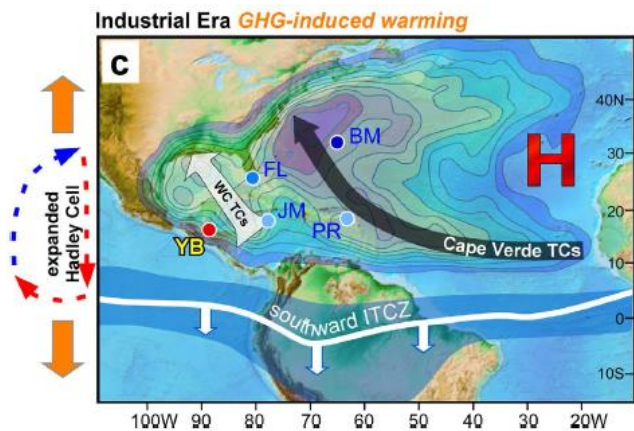 Industrial Era GHG-induced warming
c
H
40N
30
20
10
0
10S
BM
FL
WC TCs
JM
PR
YB
Cape Verde TCs
expanded
Hadley Cell
southward ITCZ
100W 90 80 70 60 50 40 30 20W